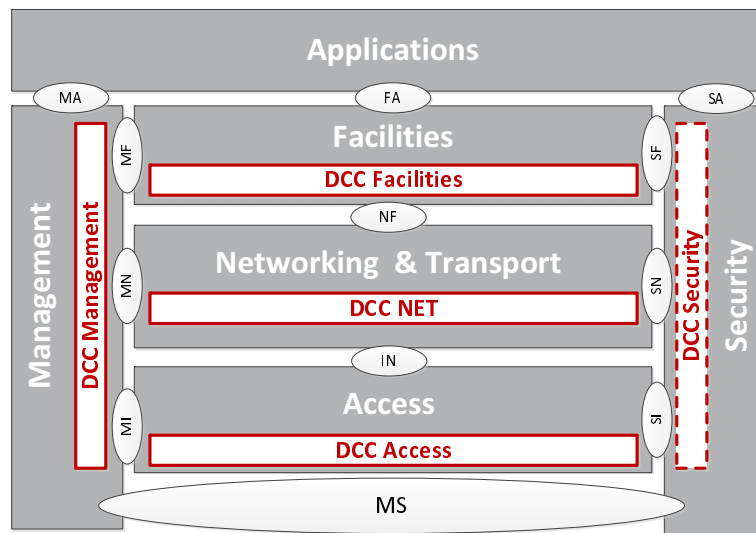 Applications
MA
FA
SA
Management
DCC Management
MF
Facilities
DCC Facilities
SF
NF
MN
Networking & Transport
DCC NET
SN
IN
MI
Access
DCC Access
SI
DCC Security
Security
MS